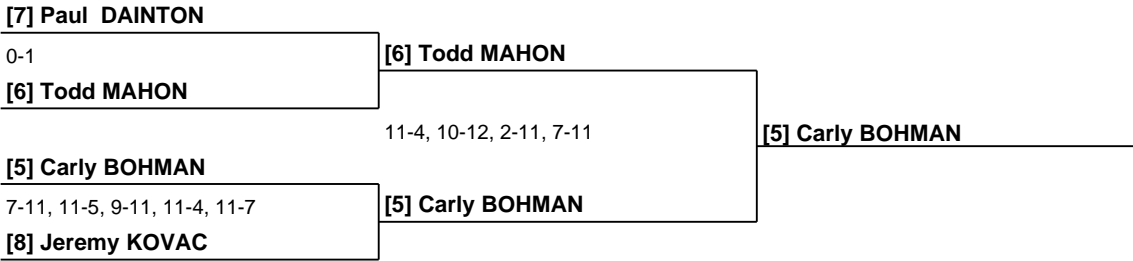 [7] Paul  DAINTON
0-1
[6] Todd MAHON
[6] Todd MAHON
11-4, 10-12, 2-11, 7-11
[5] Carly BOHMAN
[5] Carly BOHMAN
7-11, 11-5, 9-11, 11-4, 11-7
[5] Carly BOHMAN
[8] Jeremy KOVAC